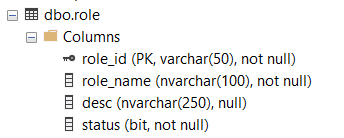 dbo.role
Columns
role_id (PK, varchar(50), not null)
role_name (nvarchar(100), not null)
desc (nvarchar(250), null)
status (bit, not null)